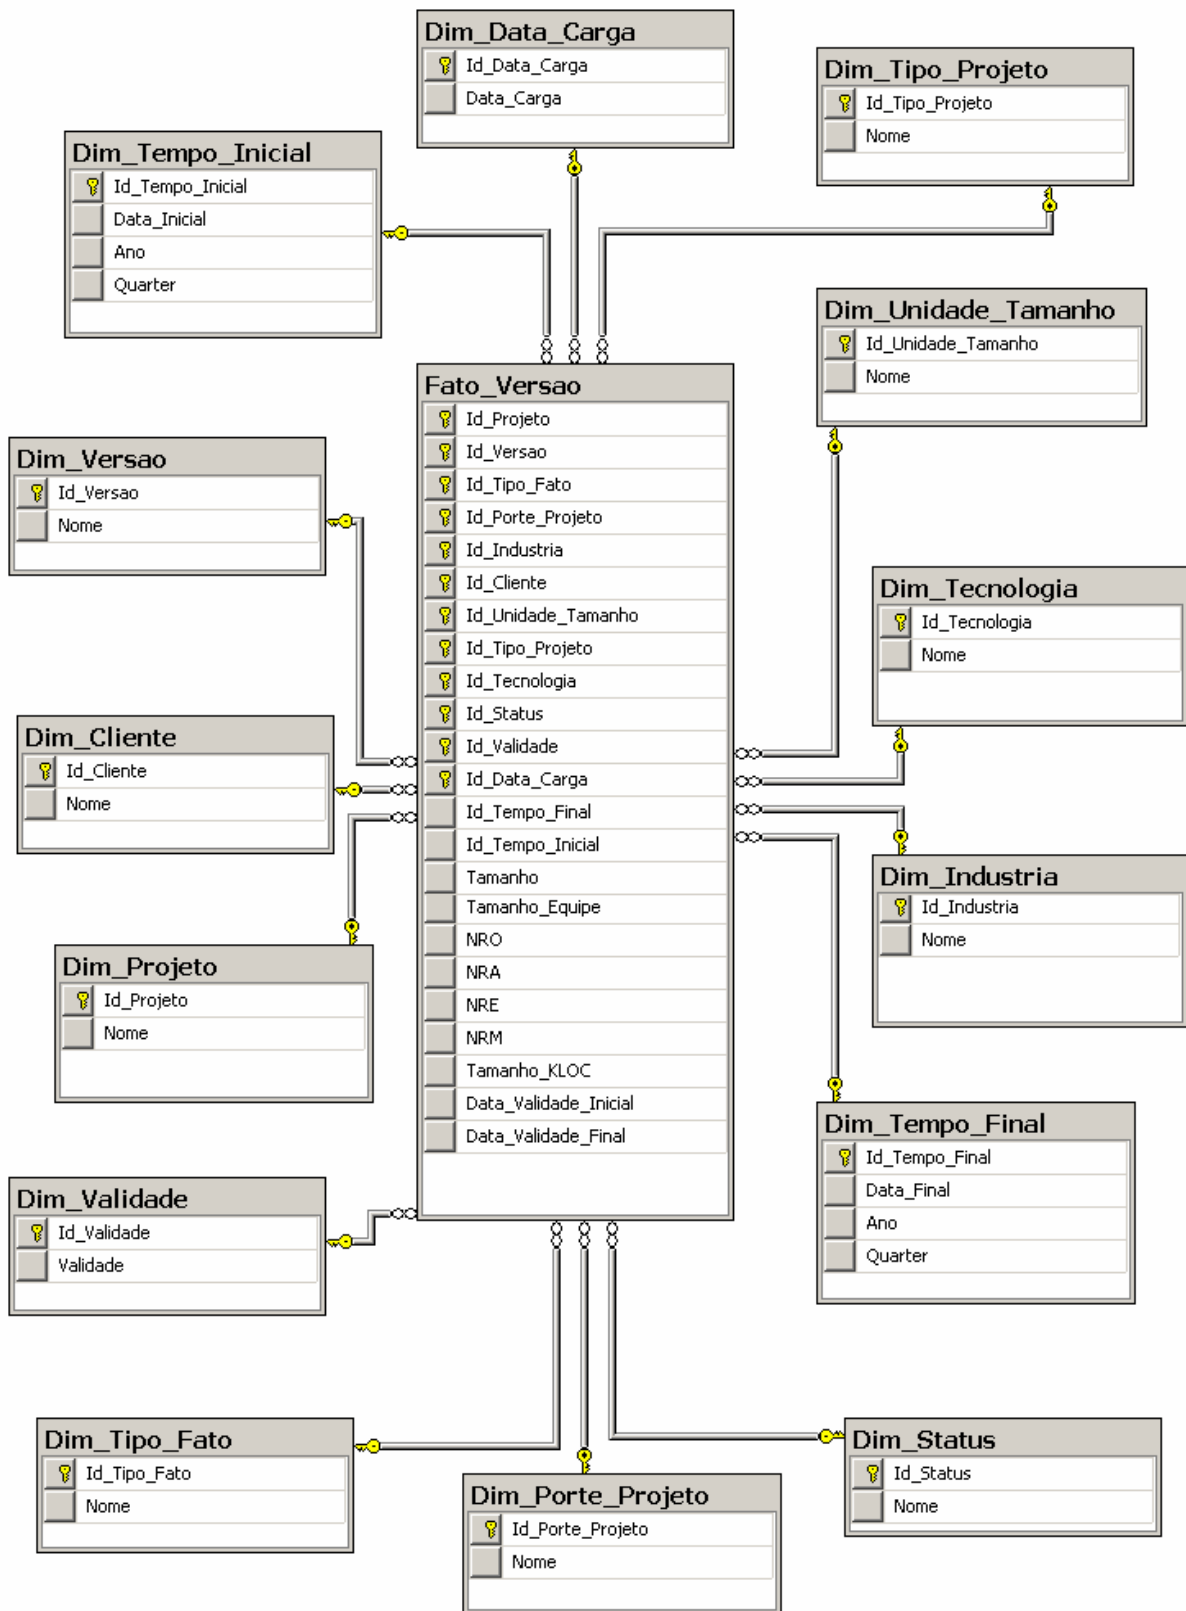 Dim_Data_Carga
Id_Data_Carga
Data_Carga
Dim_Tipo_Projeto
Id_Tipo_Projeto
Nome
Dim_Tempo_Inicial
Id_Tempo_Inicial
Data_Inicial
Ano
Quarter
Dim_Unidade_Tamanho
Id_Unidade_Tamanho
Nome
Fato_Versao
Id_Projeto
Id_Versao
Id_Tipo_Fato
Id_Porte_Projeto
Id_Industria
Id_Cliente
Id_Unidade_Tamanho
Id_Tipo_Projeto
Id_Tecnologia
Id_Status
Id_Validade
Id_Data_Carga
Id_Tempo_Final
Id_Tempo_Inicial
Tamanho
Tamanho_Equipe
NRO
NRA
NRE
NRM
Tamanho_KLOC
Data_Validade_Inicial
Data_Validade_Final
Dim_Versao
Id_Versao
Nome
Dim_Tecnologia
Id_Tecnologia
Nome
Dim_Cliente
Id_Cliente
Nome
Dim_Industria
Id_Industria
Nome
Dim_Projeto
Id_Projeto
Nome
Dim_Tempo_Final
Id_Tempo_Final
Data_Final
Ano
Quarter
Dim_Validade
Id_Validade
Validade
Dim_Tipo_Fato
Id_Tipo_Fato
Nome
Dim_Porte_Projeto
Id_Porte_Projeto
Nome
Dim_Status
Id_Status
Nome